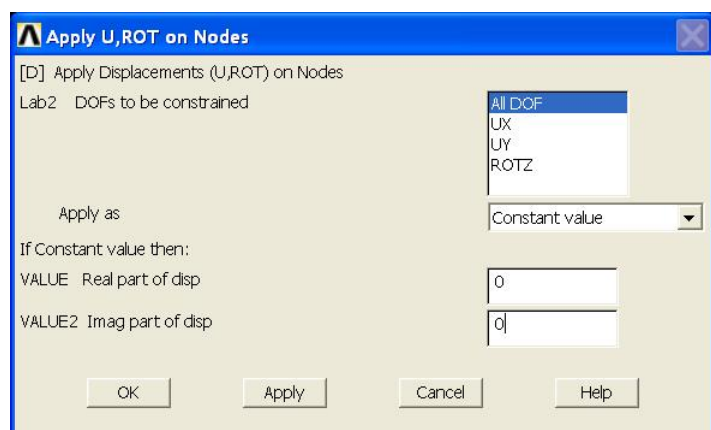 Apply U,ROT on Nodes
[D] Apply Displacements (U,ROT) on Nodes
Lab2 DOFs to be constrained
All DOF
UX
UY
ROTZ
Apply as
Constant value
If Constant value then:
VALUE Real part of disp
0
VALUE2 Imag part of disp
0
OK Apply Cancel Help